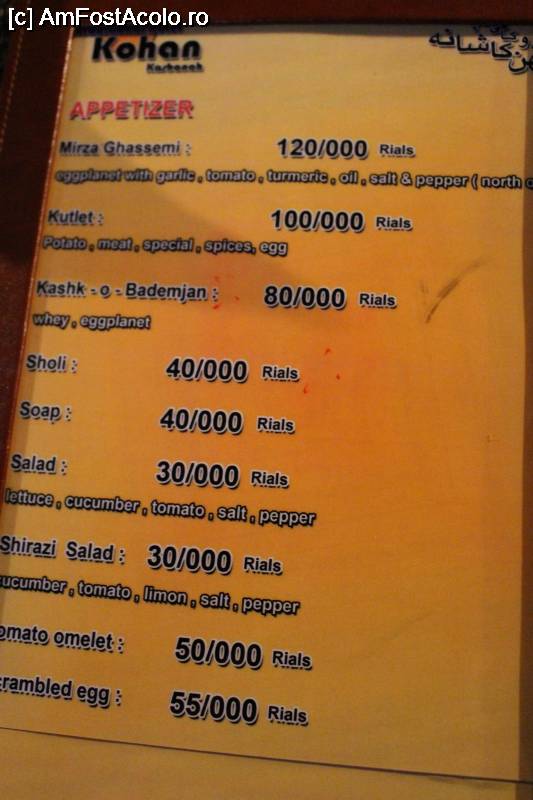 [c] AmFostAcolo.ro
Kohan
Kashaneh
کاشانه
APPETIZER
Mirza Ghassemi : 120/000 Rials
eggplanet with garlic , tomato , turmeric , oil , salt & pepper ( north
Kutlet : 100/000 Rials
Potato , meat , special , spices, egg
Kashk - o - Bademjan : 80/000 Rials
whey , eggplanet
Sholi : 40/000 Rials
Soap : 40/000 Rials
Salad : 30/000 Rials
lettuce , cucumber , tomato , salt , pepper
Shirazi Salad : 30/000 Rials
cucumber , tomato , limon , salt , pepper
omato omelet : 50/000 Rials
crambled egg : 55/000 Rials